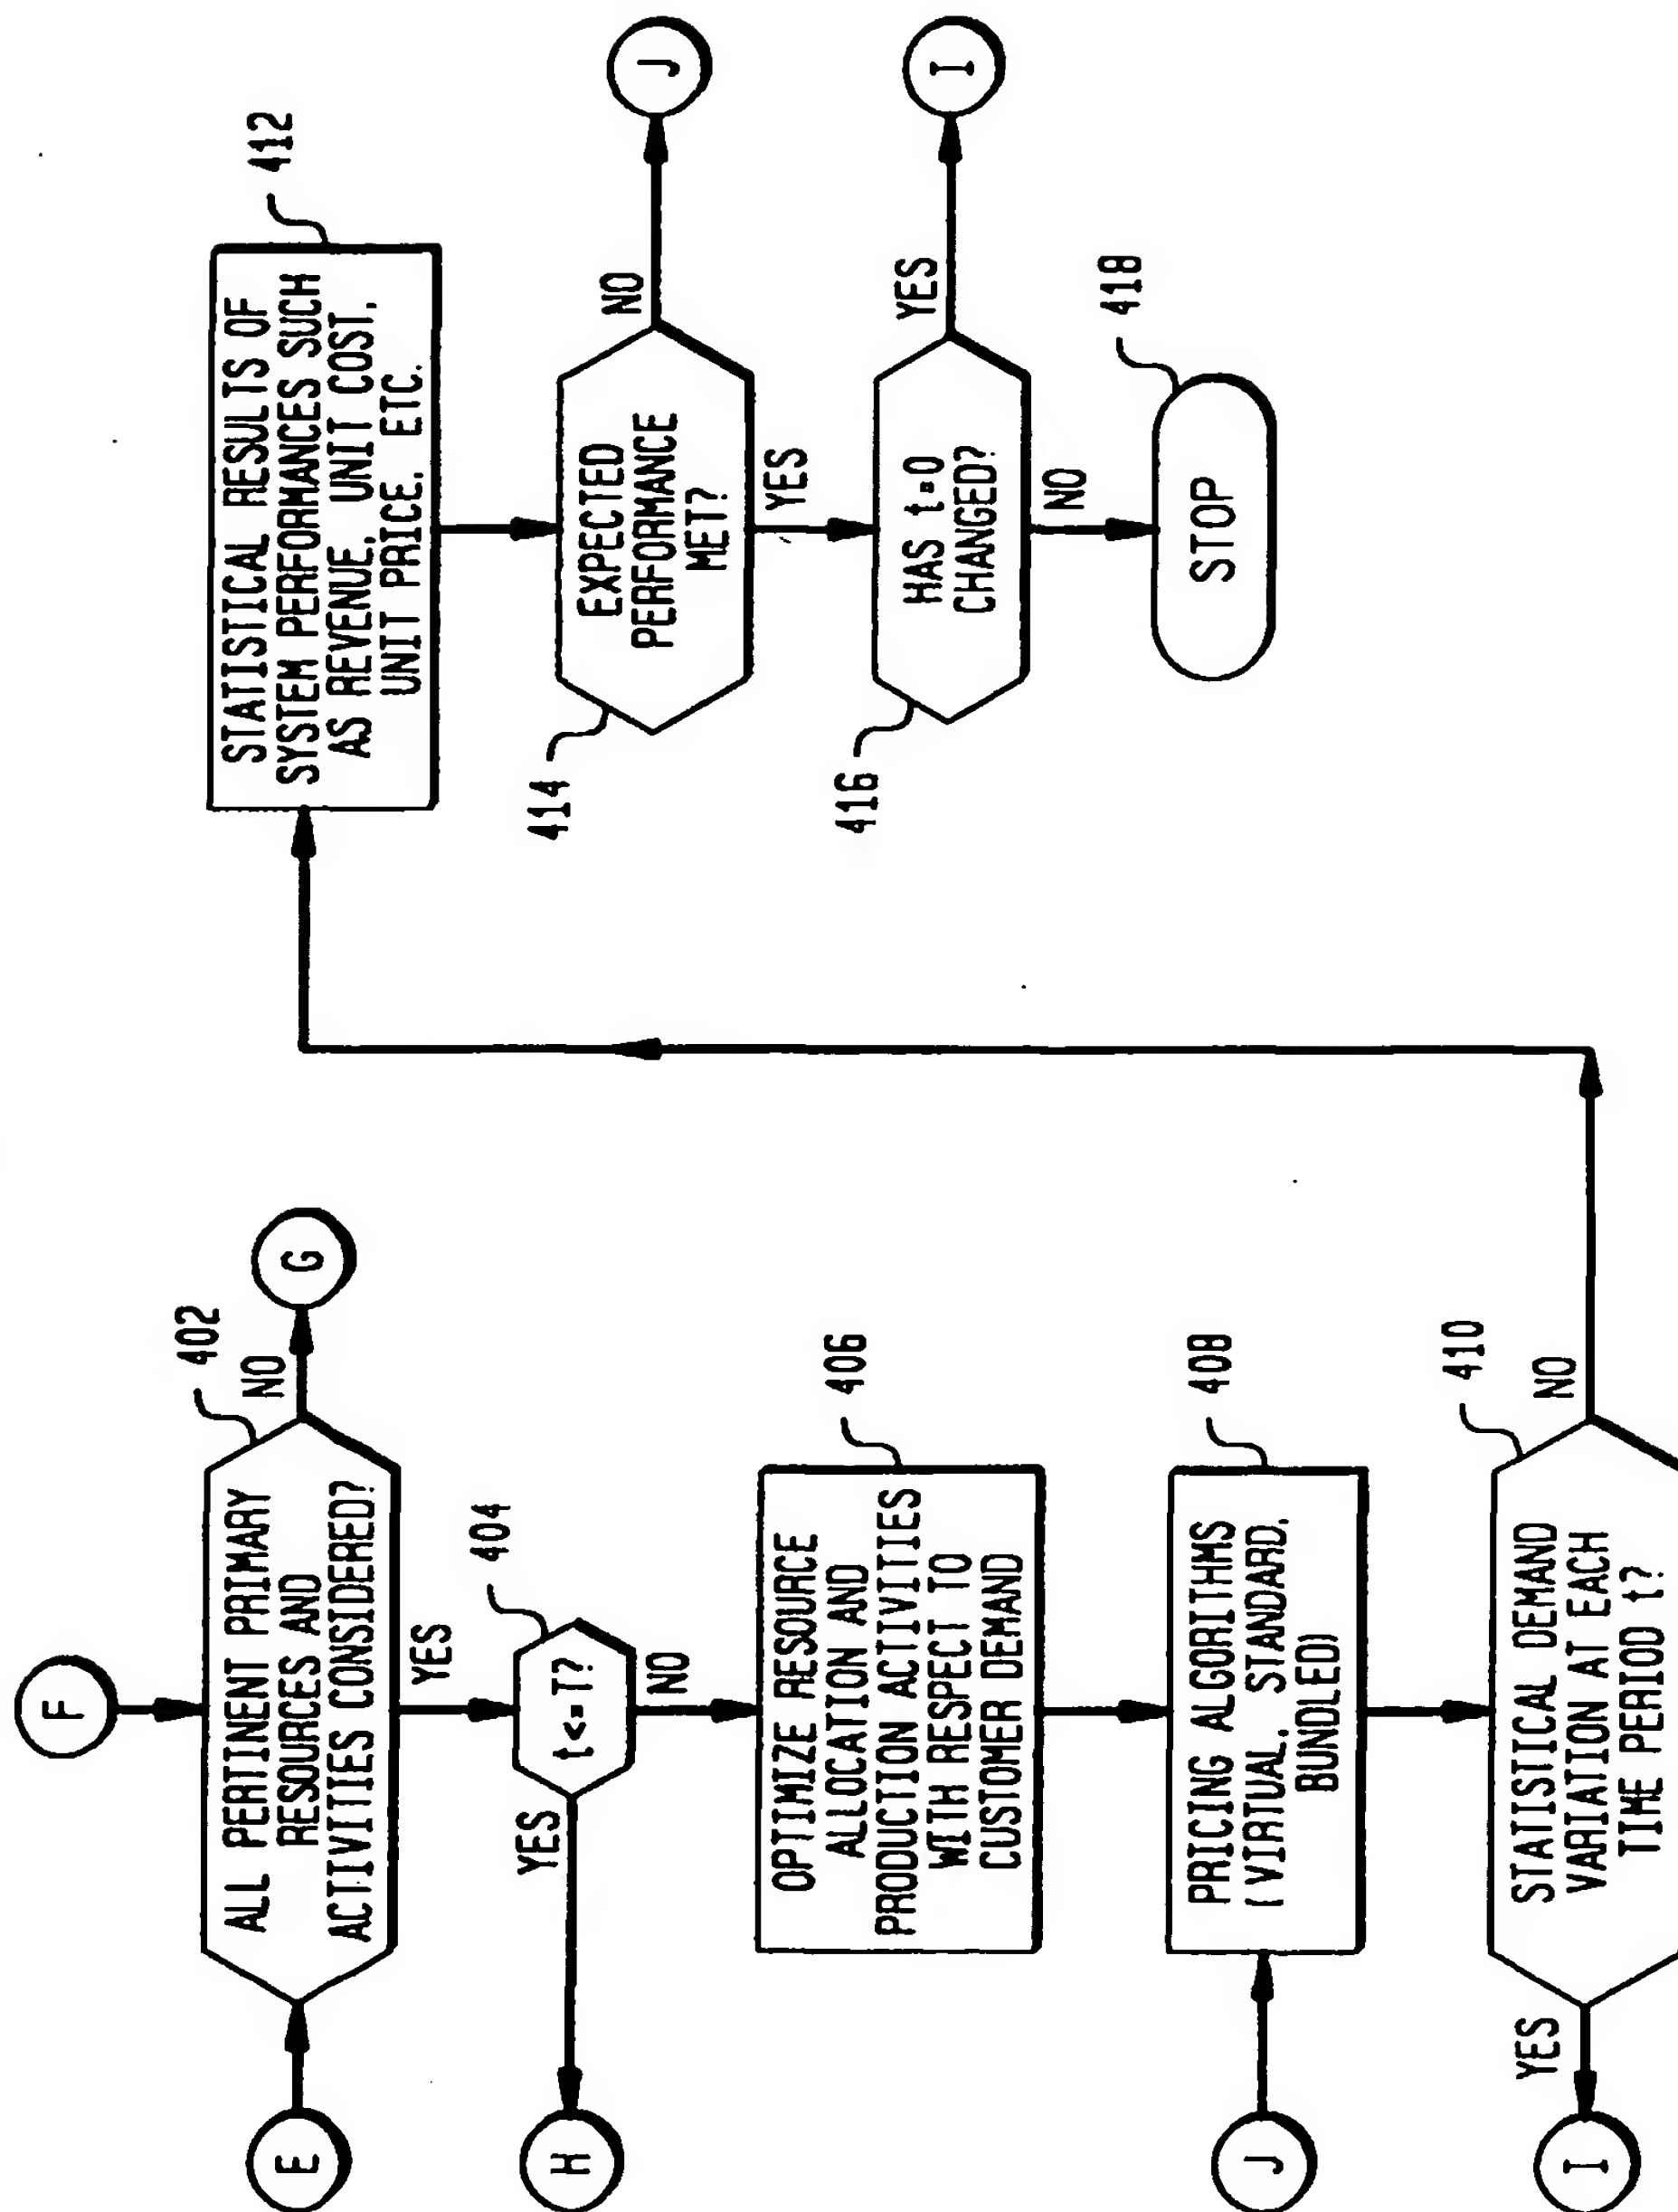 F
E
ALL PERTINENT PRIMARY
RESOURCES AND
ACTIVITIES CONSIDERED?
402
NO
G
YES
404
t<=T?
YES
H
NO
406
OPTIMIZE RESOURCE
ALLOCATION AND
PRODUCTION ACTIVITIES
WITH RESPECT TO
CUSTOMER DEMAND
J
408
PRICING ALGORITHMS
(VIRTUAL, STANDARD,
BUNDLED)
410
STATISTICAL DEMAND
VARIATION AT EACH
TIME PERIOD t?
YES
I
NO
412
STATISTICAL RESULTS OF
SYSTEM PERFORMANCES SUCH
AS REVENUE, UNIT COST,
UNIT PRICE. ETC.
414
EXPECTED
PERFORMANCE
MET?
NO
J
YES
416
HAS t=0
CHANGED?
YES
I
NO
418
STOP